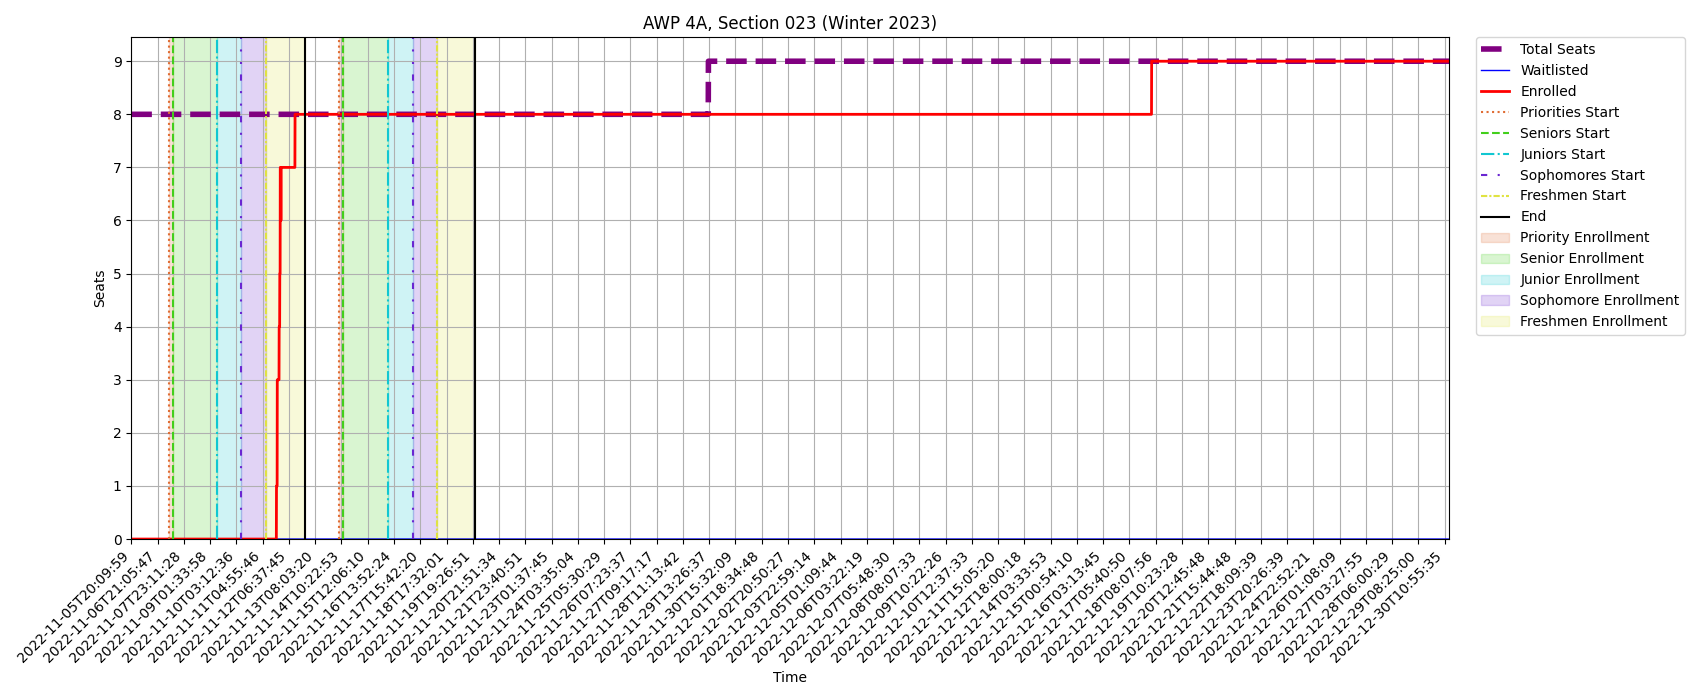 AWP 4A, Section 023 (Winter 2023)
Total Seats
Waitlisted
Enrolled
Priorities Start
Seniors Start
Juniors Start
Sophomores Start
Freshmen Start
End
Priority Enrollment
Senior Enrollment
Junior Enrollment
Sophomore Enrollment
Freshmen Enrollment
Seats
9
8
7
6
5
4
3
2
1
0
2022-11-05T20:09:59
2022-11-06T21:05:47
2022-11-07T23:11:28
2022-11-09T01:33:58
2022-11-10T03:12:36
2022-11-11T04:55:46
2022-11-12T06:37:45
2022-11-13T08:03:20
2022-11-14T10:22:53
2022-11-15T12:06:10
2022-11-16T13:52:24
2022-11-17T15:42:20
2022-11-18T17:32:01
2022-11-19T19:26:51
2022-11-20T21:51:34
2022-11-21T23:40:51
2022-11-23T01:37:45
2022-11-24T03:35:04
2022-11-25T05:30:29
2022-11-26T07:23:37
2022-11-27T09:17:17
2022-11-28T11:13:42
2022-11-29T13:26:37
2022-11-30T15:32:09
2022-12-01T18:34:48
2022-12-02T20:50:27
2022-12-03T22:59:14
2022-12-05T01:09:44
2022-12-06T03:22:19
2022-12-07T05:48:30
2022-12-08T08:07:33
2022-12-09T10:22:26
2022-12-10T12:37:33
2022-12-11T15:05:20
2022-12-12T18:00:18
2022-12-14T03:33:53
2022-12-15T04:54:10
2022-12-16T03:13:45
2022-12-17T05:40:50
2022-12-18T08:07:56
2022-12-19T10:23:28
2022-12-20T12:45:48
2022-12-21T15:44:48
2022-12-22T18:09:39
2022-12-23T20:26:39
2022-12-24T22:52:21
2022-12-26T01:08:09
2022-12-27T03:27:55
2022-12-28T06:00:29
2022-12-29T08:25:00
2022-12-30T10:55:35
Time